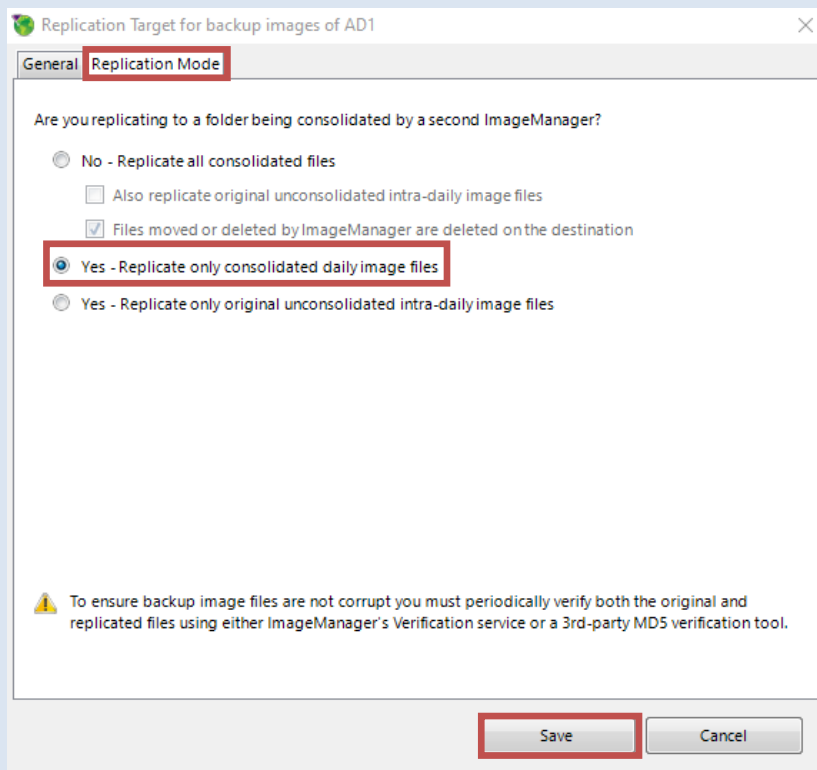 Replication Target for backup images of AD1
General Replication Mode
Are you replicating to a folder being consolidated by a second ImageManager?
No - Replicate all consolidated files
Also replicate original unconsolidated intra-daily image files
Files moved or deleted by ImageManager are deleted on the destination
Yes - Replicate only consolidated daily image files
Yes - Replicate only original unconsolidated intra-daily image files
To ensure backup image files are not corrupt you must periodically verify both the original and
replicated files using either ImageManager's Verification service or a 3rd-party MD5 verification tool.
Save Cancel